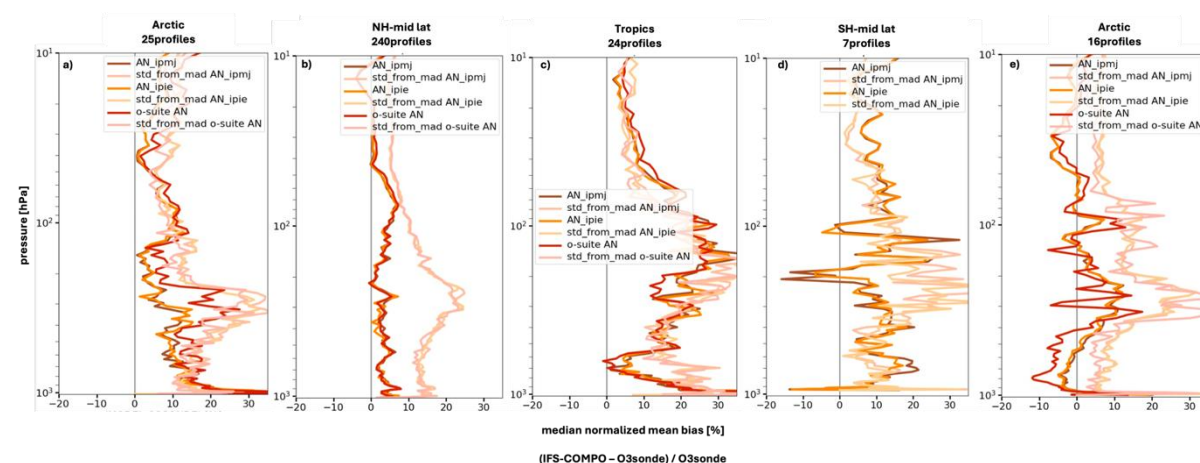 Arctic
25profiles
NH-mid lat
240profiles
Tropics
24profiles
SH-mid lat
7profiles
Arctic
16profiles
a)
AN_ipmj
std_from_mad AN_ipmj
AN_ipie
std_from_mad AN_ipie
o-suite AN
std_from_mad o-suite AN
b)
AN_ipmj
std_from_mad AN_ipmj
AN_ipie
std_from_mad AN_ipie
o-suite AN
std_from_mad o-suite AN
c)
AN_ipmj
std_from_mad AN_ipmj
AN_ipie
std_from_mad AN_ipie
o-suite AN
std_from_mad o-suite AN
d)
AN_ipmj
std_from_mad AN_ipmj
AN_ipie
std_from_mad AN_ipie
e)
AN_ipmj
std_from_mad AN_ipmj
AN_ipie
std_from_mad AN_ipie
o-suite AN
std_from_mad o-suite AN
pressure [hPa]
10¹
10²
10³
10¹
10²
10³
10¹
10²
10³
10¹
10²
10³
10¹
10²
10³
-20 -10 0 10 20 30
-20 -10 0 10 20 30
-20 -10 0 10 20 30
-20 -10 0 10 20 30
-20 -10 0 10 20 30
median normalized mean bias [%]
(IFS-COMPO – O3sonde) / O3sonde